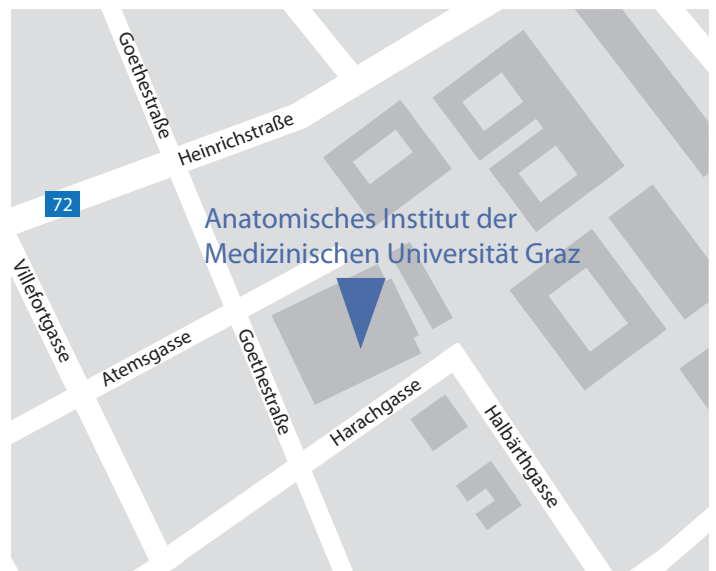 Goethestraße
Heinrichstraße
72
Anatomisches Institut der
Medizinischen Universität Graz
Villefortgasse
Atemsgasse
Goethestraße
Harachgasse
Halbärthgasse